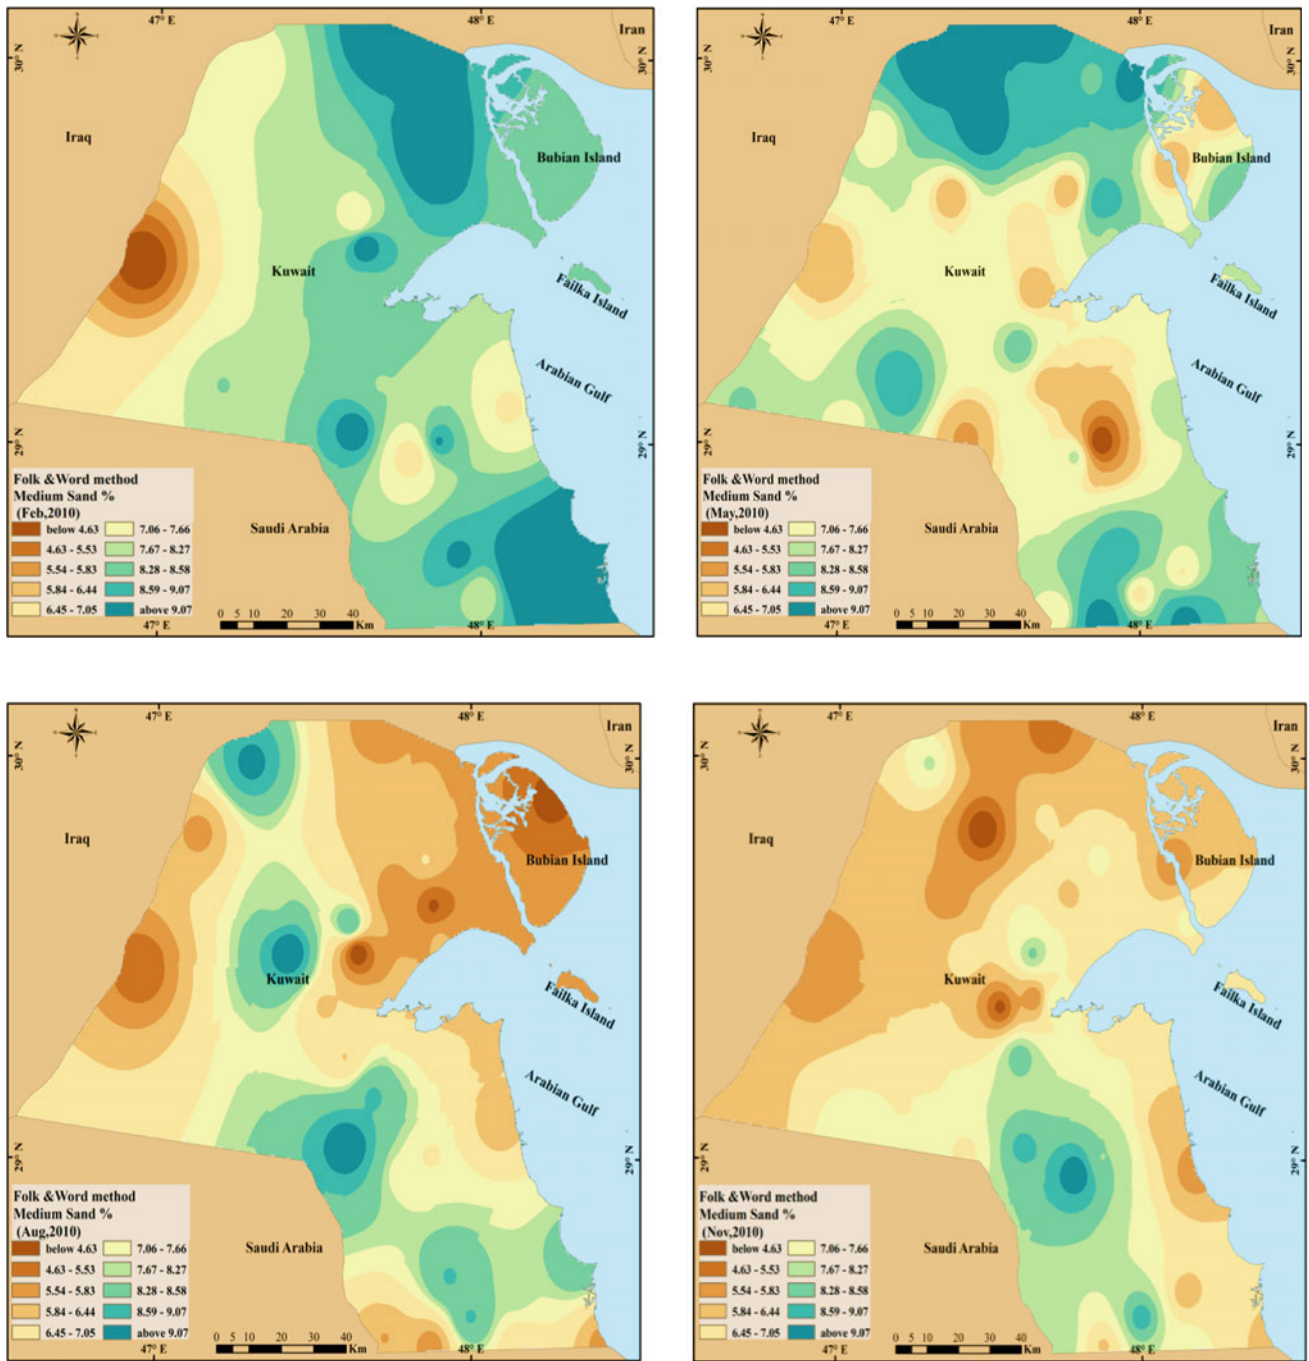 47° E
48° E
Iran
30° N
30° N
Iraq
Bubian Island
Kuwait
Failka Island
Arabian Gulf
29° N
29° N
Folk &Word method
Medium Sand %
(Feb,2010)
below 4.63
7.06 - 7.66
4.63 - 5.53
7.67 - 8.27
5.54 - 5.83
8.28 - 8.58
5.84 - 6.44
8.59 - 9.07
6.45 - 7.05
above 9.07
Saudi Arabia
0 5 10 20 30 40
Km
47° E
48° E
47° E
48° E
Iran
30° N
30° N
Iraq
Bubian Island
Kuwait
Failka Island
Arabian Gulf
29° N
29° N
Folk &Word method
Medium Sand %
(May,2010)
below 4.63
7.06 - 7.66
4.63 - 5.53
7.67 - 8.27
5.54 - 5.83
8.28 - 8.58
5.84 - 6.44
8.59 - 9.07
6.45 - 7.05
above 9.07
Saudi Arabia
0 5 10 20 30 40
Km
47° E
48° E
47° E
48° E
Iran
30° N
30° N
Iraq
Bubian Island
Kuwait
Failka Island
Arabian Gulf
29° N
29° N
Folk &Word method
Medium Sand %
(Aug,2010)
below 4.63
7.06 - 7.66
4.63 - 5.53
7.67 - 8.27
5.54 - 5.83
8.28 - 8.58
5.84 - 6.44
8.59 - 9.07
6.45 - 7.05
above 9.07
Saudi Arabia
0 5 10 20 30 40
Km
47° E
48° E
47° E
48° E
Iran
30° N
30° N
Iraq
Bubian Island
Kuwait
Failka Island
Arabian Gulf
29° N
29° N
Folk &Word method
Medium Sand %
(Nov,2010)
below 4.63
7.06 - 7.66
4.63 - 5.53
7.67 - 8.27
5.54 - 5.83
8.28 - 8.58
5.84 - 6.44
8.59 - 9.07
6.45 - 7.05
above 9.07
Saudi Arabia
0 5 10 20 30 40
Km
47° E
48° E